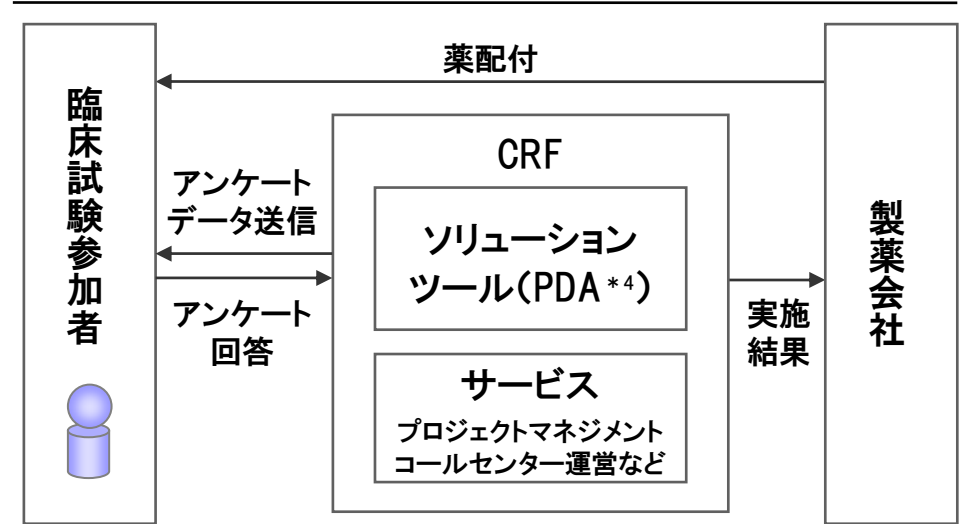 薬配付
臨床試験参加者
アンケート
データ送信
アンケート
回答
CRF
ソリューション
ツール(PDA*4)
サービス
プロジェクトマネジメント
コールセンター運営など
実施
結果
製薬会社